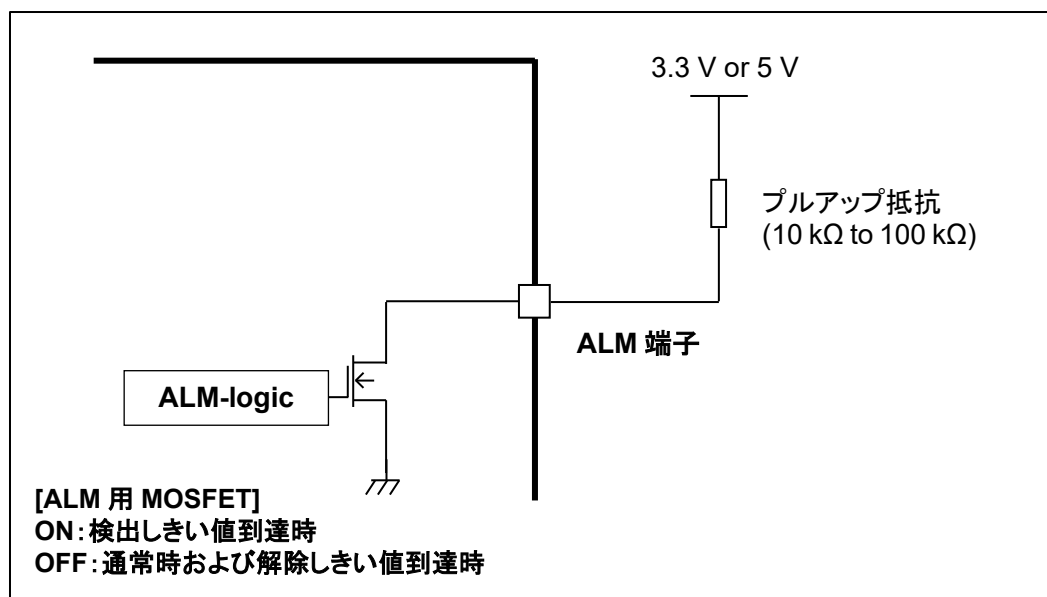 3.3 V or 5 V
プルアップ抵抗
(10 kΩ to 100 kΩ)
ALM 端子
ALM-logic
[ALM 用 MOSFET]
ON：検出しきい値到達時
OFF：通常時および解除しきい値到達時